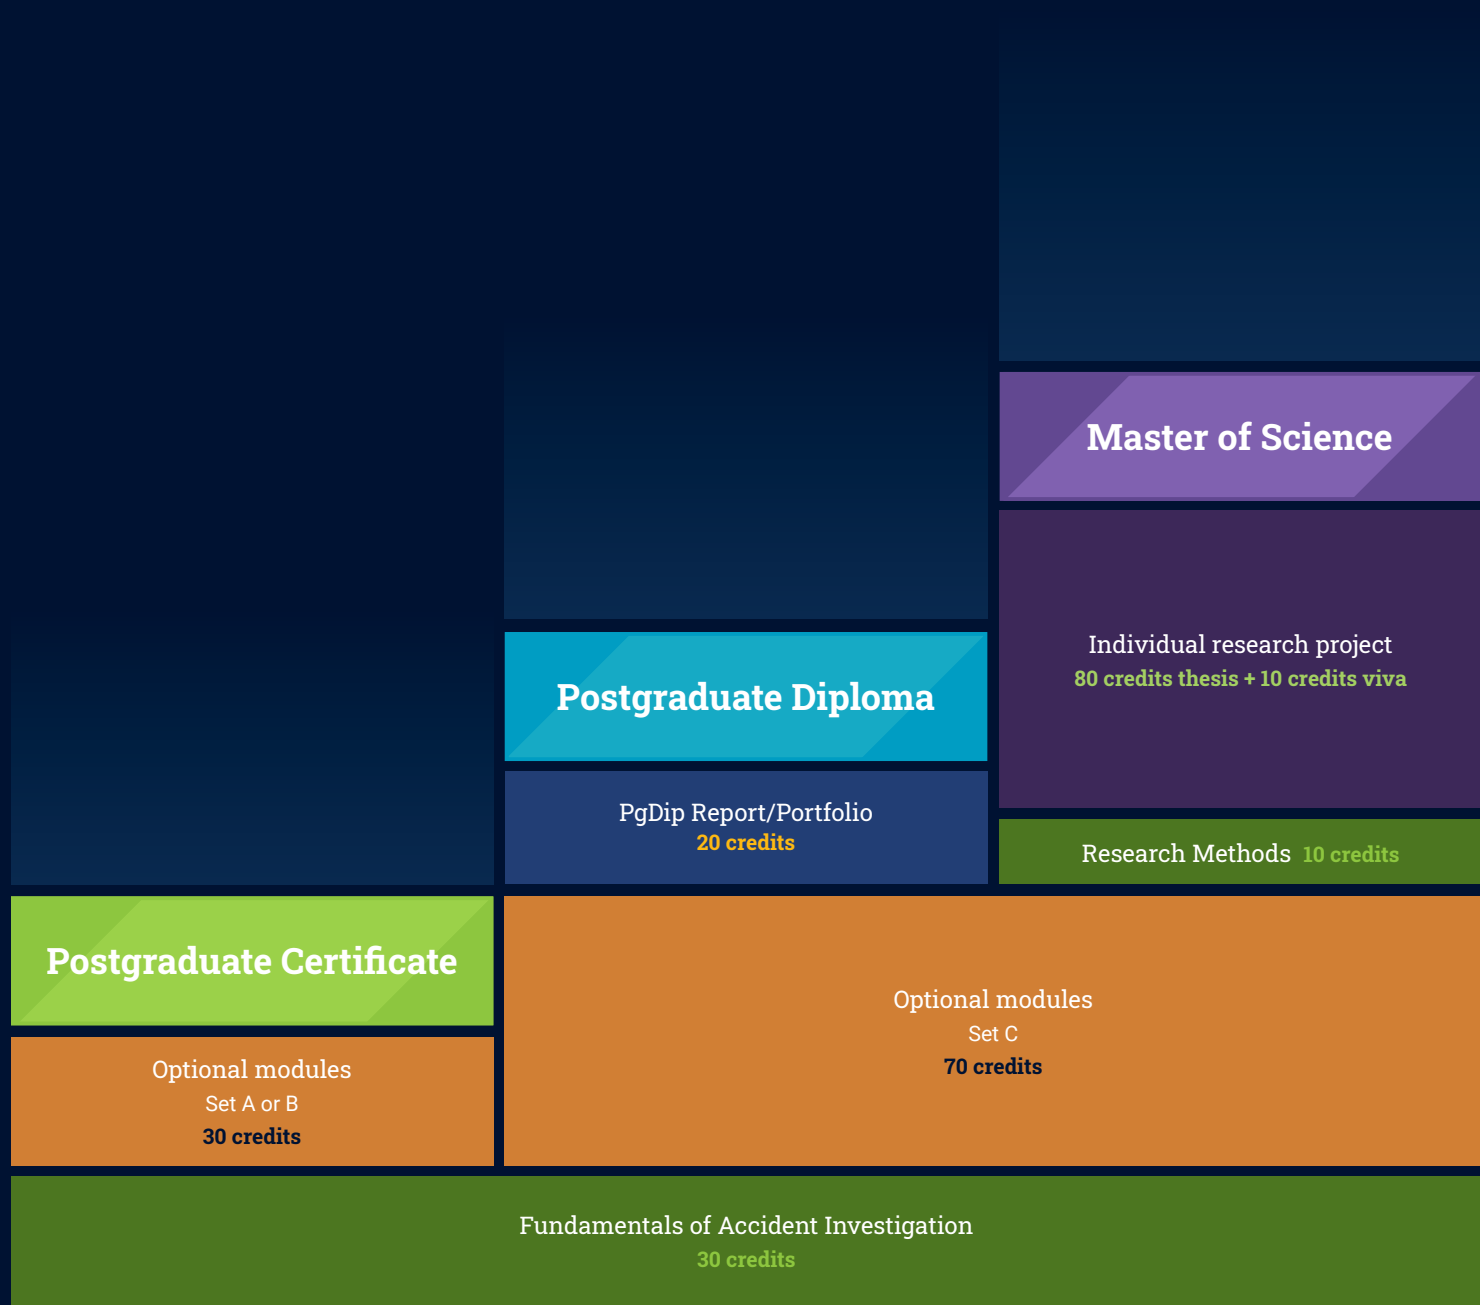 Master of Science
Individual research project
80 credits thesis + 10 credits viva
Postgraduate Diploma
PgDip Report/Portfolio
20 credits
Research Methods 10 credits
Postgraduate Certificate
Optional modules
Set A or B
30 credits
Optional modules
Set C
70 credits
Fundamentals of Accident Investigation
30 credits